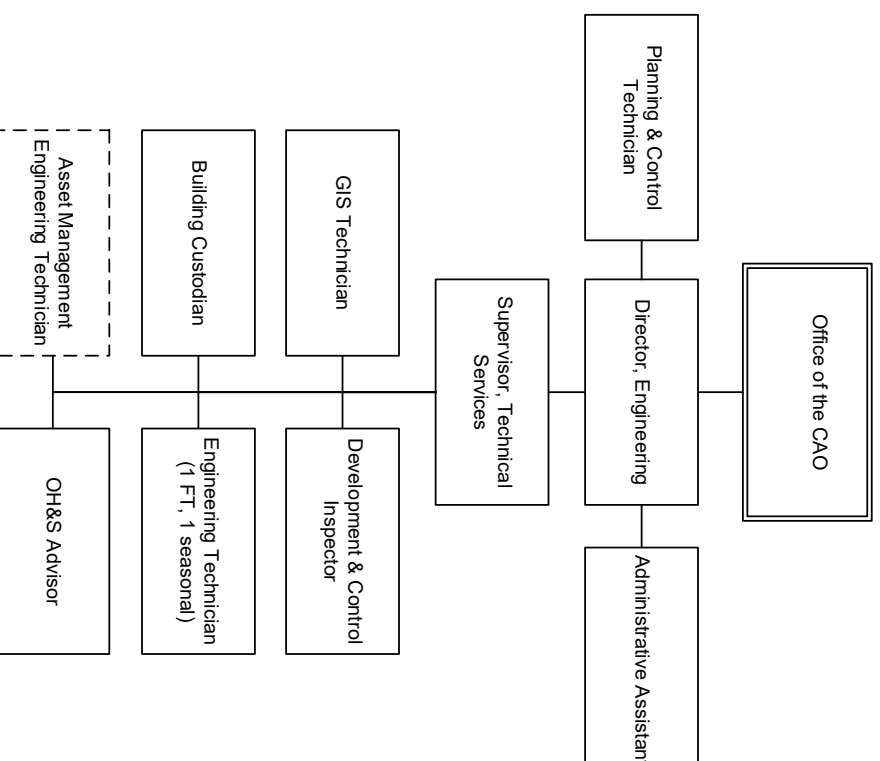 Office of the CAO
Planning & Control
Technician
Director, Engineering
Administrative Assistant
Supervisor, Technical
Services
GIS Technician
Development & Control
Inspector
Building Custodian
Engineering Technician
(1 FT, 1 seasonal)
Asset Management
Engineering Technician
OH&S Advisor